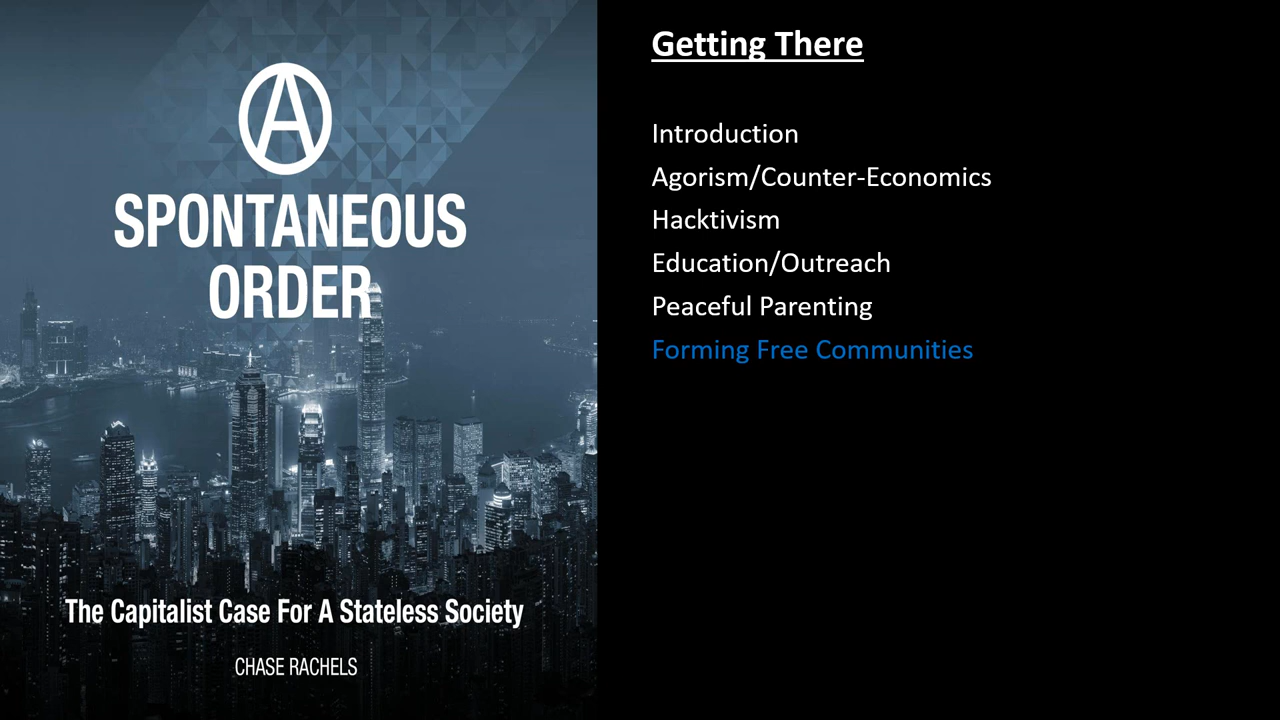 A
SPONTANEOUS
ORDER
The Capitalist Case For A Stateless Society
CHASE RACHELS
Getting There
Introduction
Agorism/Counter-Economics
Hacktivism
Education/Outreach
Peaceful Parenting
Forming Free Communities